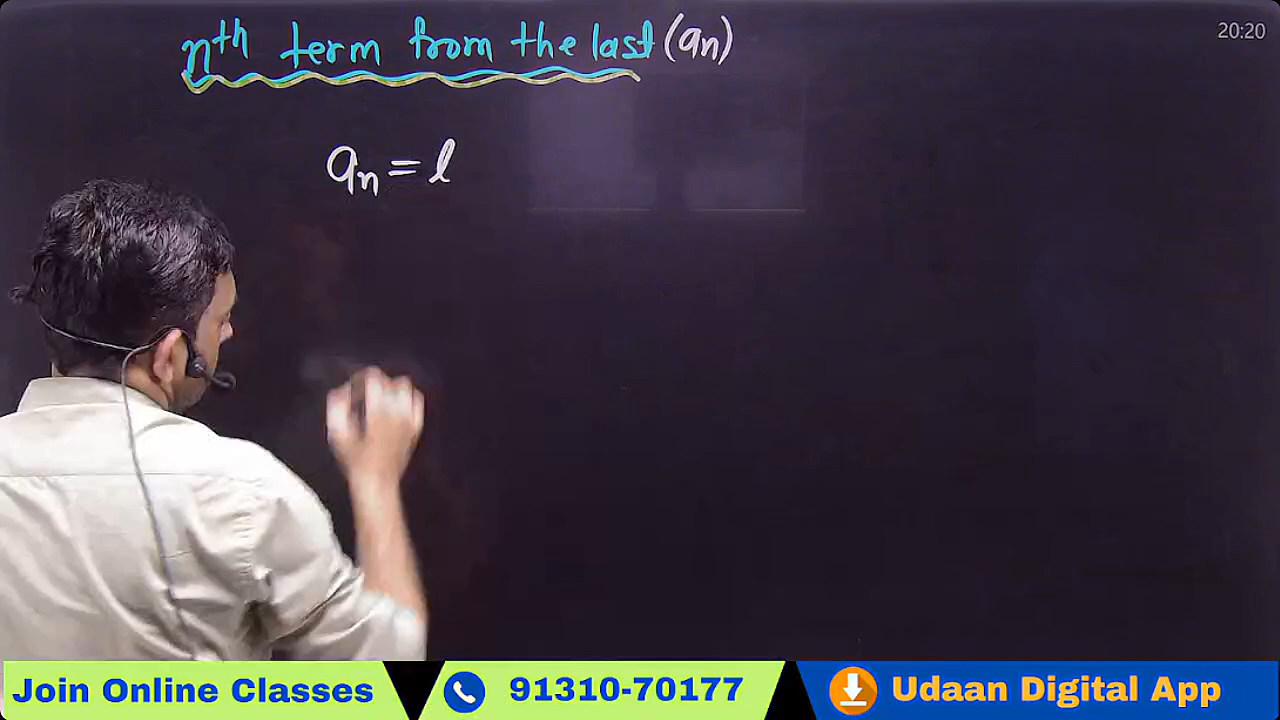 nth term from the last (an)
20:20
an = l
Join Online Classes
91310-70177
Udaan Digital App